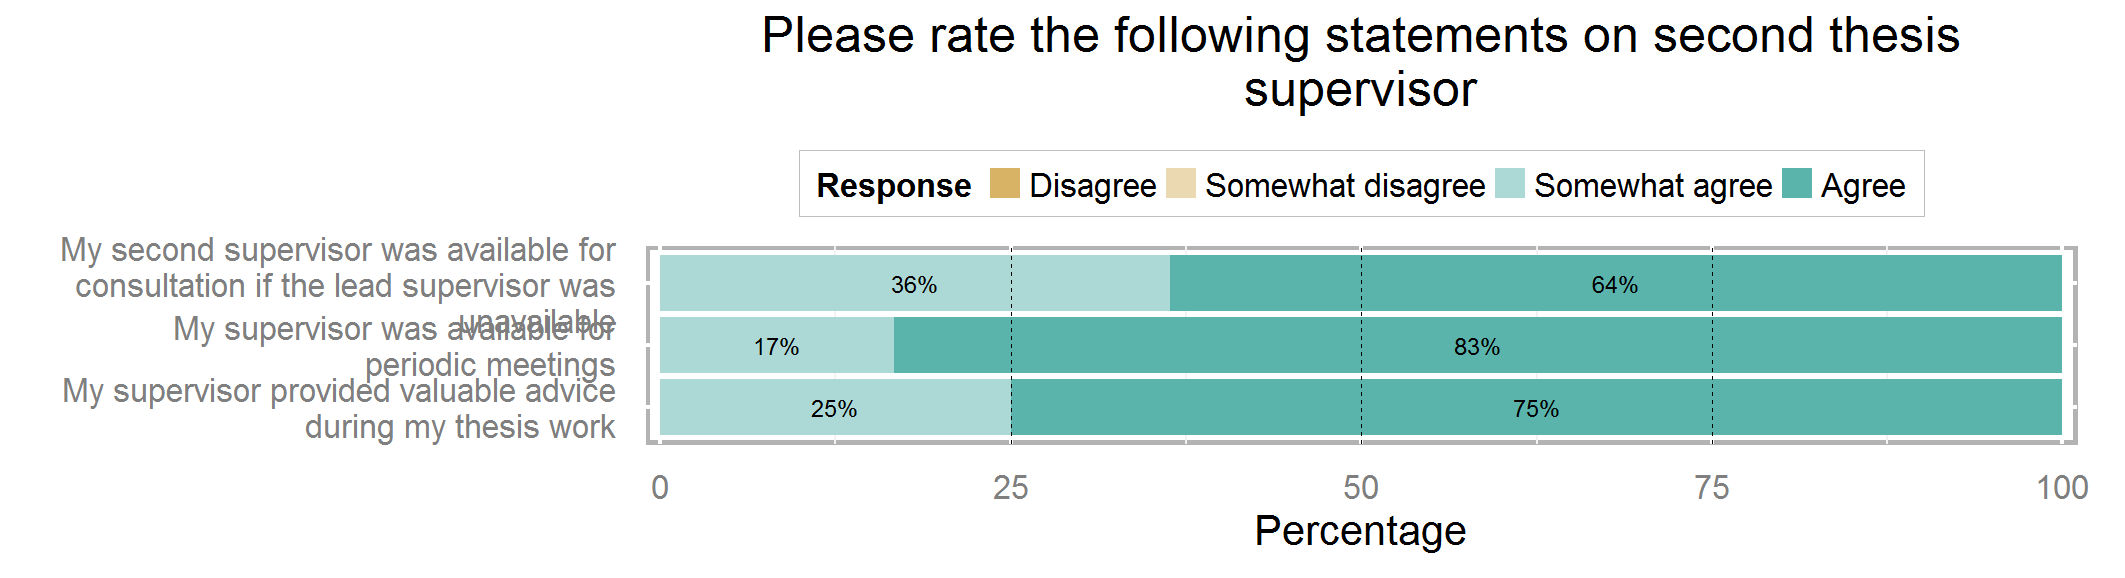 Please rate the following statements on second thesis
supervisor
Response Disagree Somewhat disagree Somewhat agree Agree
My second supervisor was available for
consultation if the lead supervisor was
unavailable
36% 64%
My supervisor was available for
periodic meetings
17% 83%
My supervisor provided valuable advice
during my thesis work
25% 75%
0 25 50 75 100
Percentage